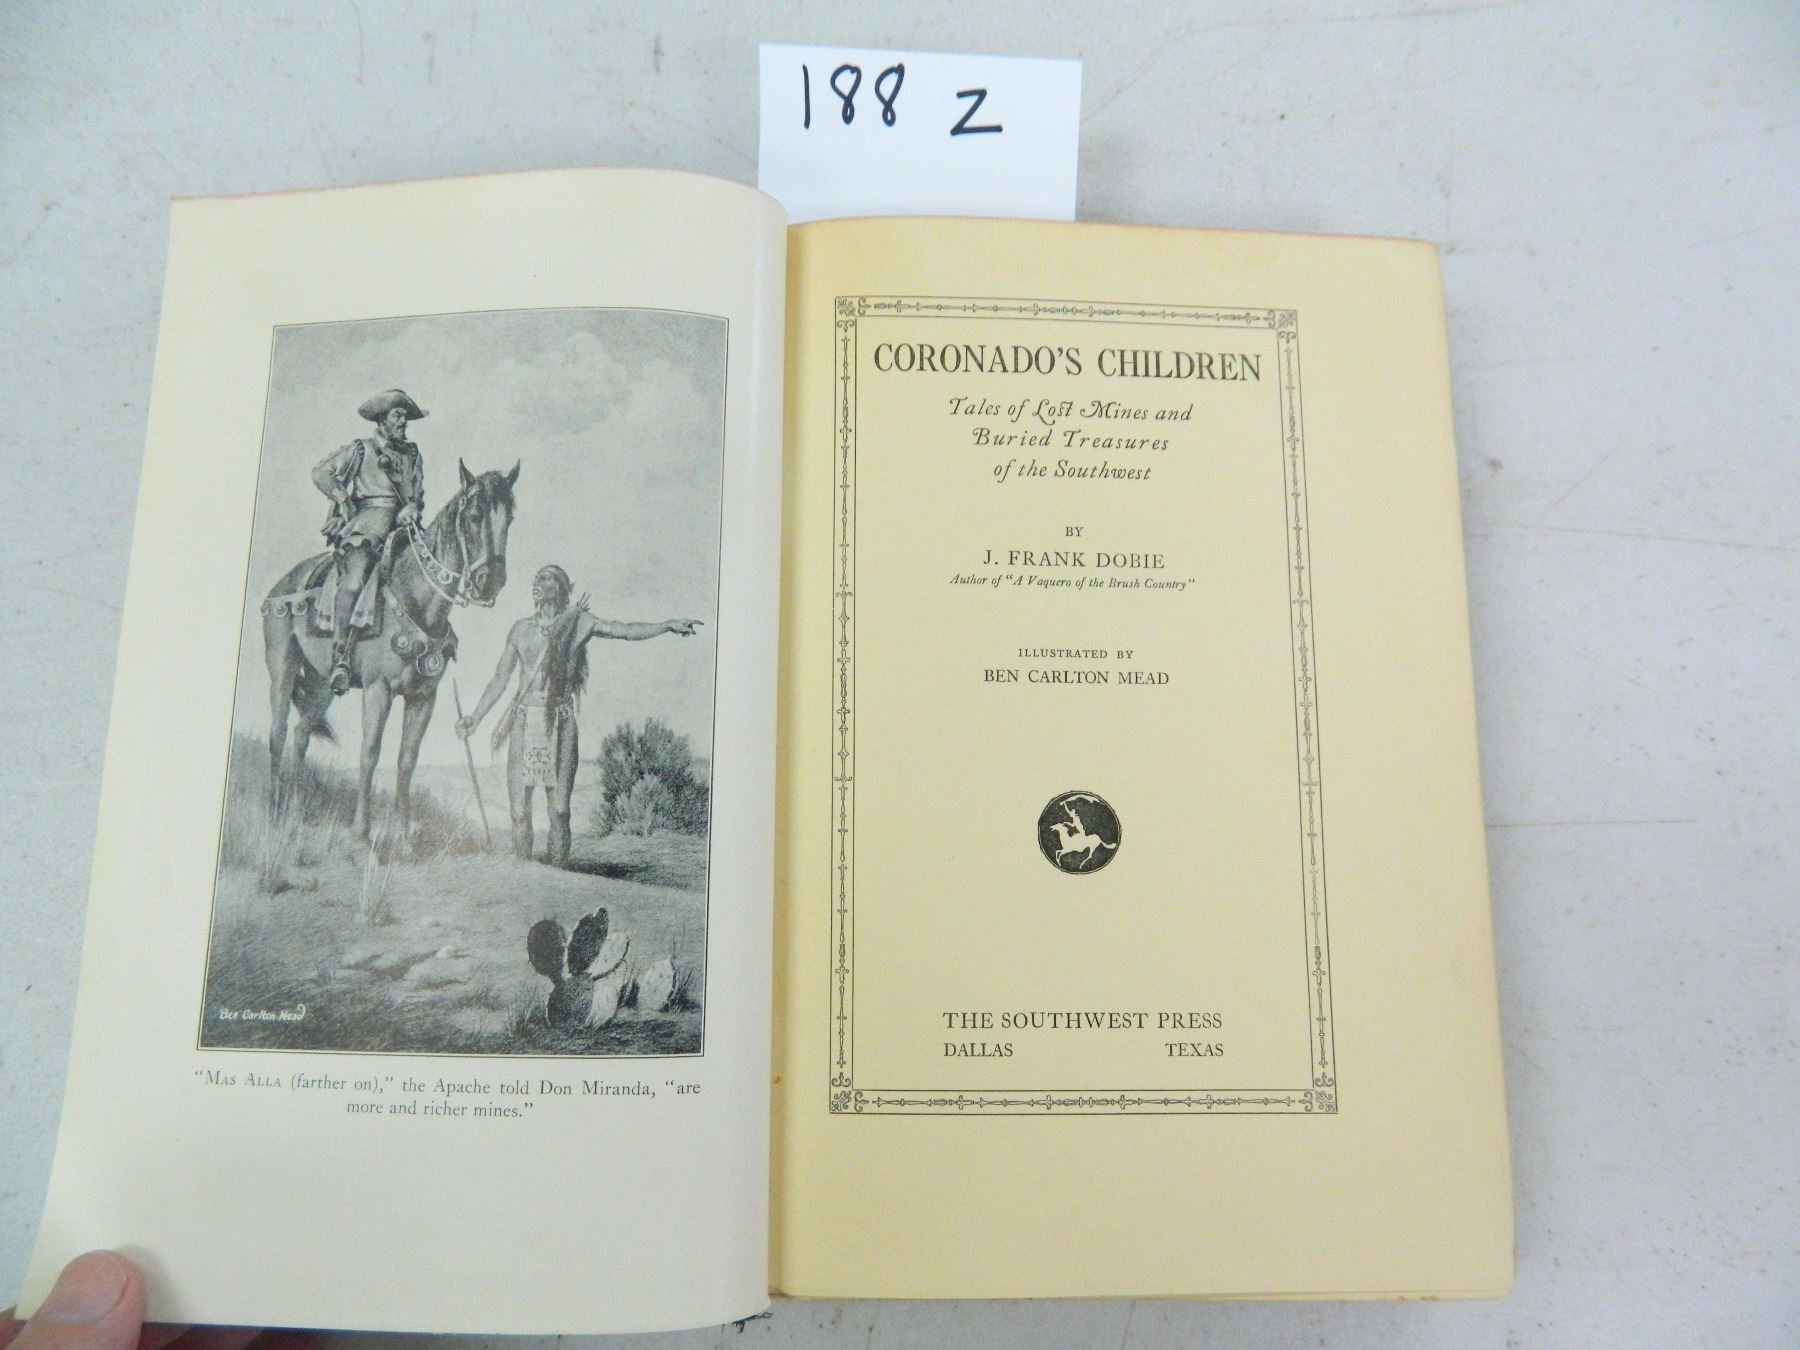 188 Z
Ben Carlton Mead
"MAS ALLA (farther on)," the Apache told Don Miranda, "are
more and richer mines."
CORONADO'S CHILDREN
Tales of Lost Mines and
Buried Treasures
of the Southwest
BY
J. FRANK DOBIE
Author of "A Vaquero of the Brush Country"
ILLUSTRATED BY
BEN CARLTON MEAD
THE SOUTHWEST PRESS
DALLAS TEXAS